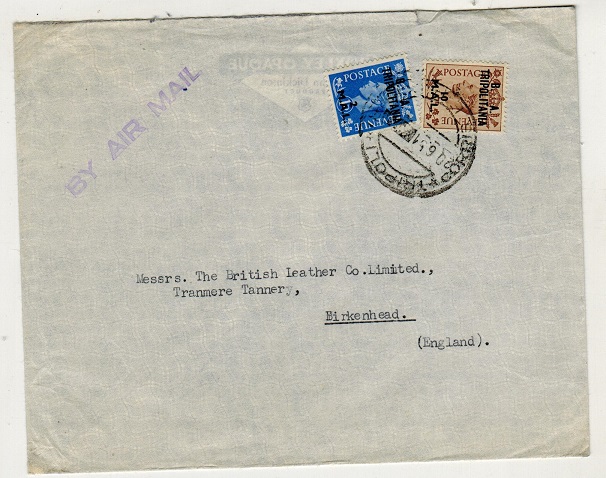 BY AIR MAIL
POSTAGE
REVENUE
B. A.
TRIPOLITANIA
M.A.L.
POSTAGE
REVENUE
B. A.
TRIPOLITANIA
M.A.L.
TRIPOLI
Messrs. The British Leather Co.Limited.,
Tranmere Tannery,
Birkenhead.
(England).